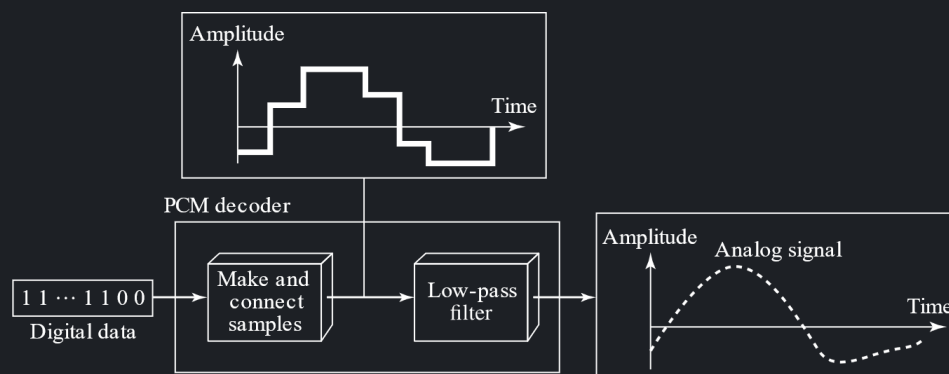 Amplitude
Time
PCM decoder
Amplitude
Analog signal
Make and
connect
samples
Low-pass
filter
1 1 ··· 1 1 0 0
Digital data
Time